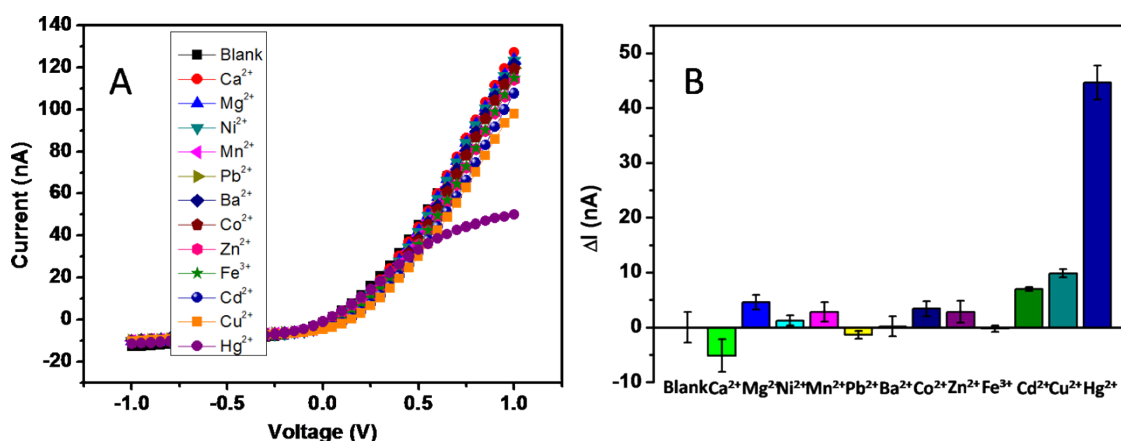 A
Current (nA)
140
120
100
80
60
40
20
0
-20
Blank
Ca²⁺
Mg²⁺
Ni²⁺
Mn²⁺
Pb²⁺
Ba²⁺
Co²⁺
Zn²⁺
Fe³⁺
Cd²⁺
Cu²⁺
Hg²⁺
-1.0 -0.5 0.0 0.5 1.0
Voltage (V)
B
ΔI (nA)
50
40
30
20
10
0
-10
Blank Ca²⁺ Mg²⁺ Ni²⁺ Mn²⁺ Pb²⁺ Ba²⁺ Co²⁺ Zn²⁺ Fe³⁺ Cd²⁺ Cu²⁺ Hg²⁺